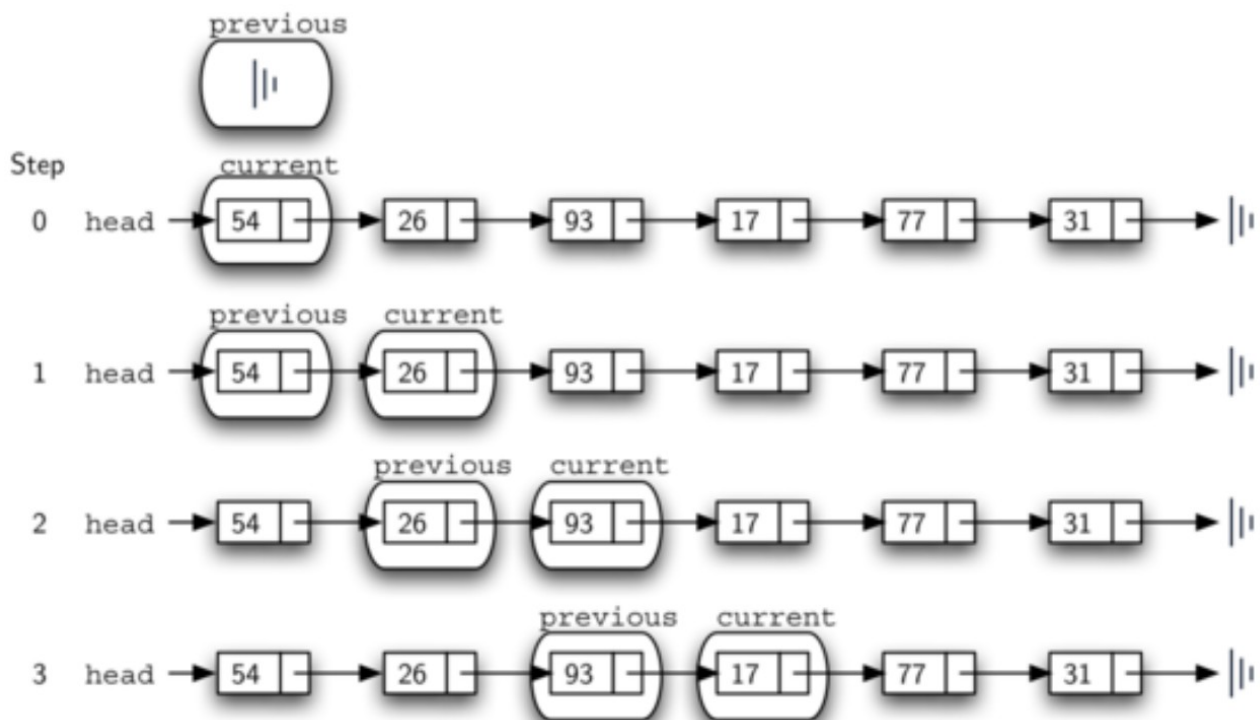 previous
Step current
0 head 54 26 93 17 77 31
previous current
1 head 54 26 93 17 77 31
previous current
2 head 54 26 93 17 77 31
previous current
3 head 54 26 93 17 77 31